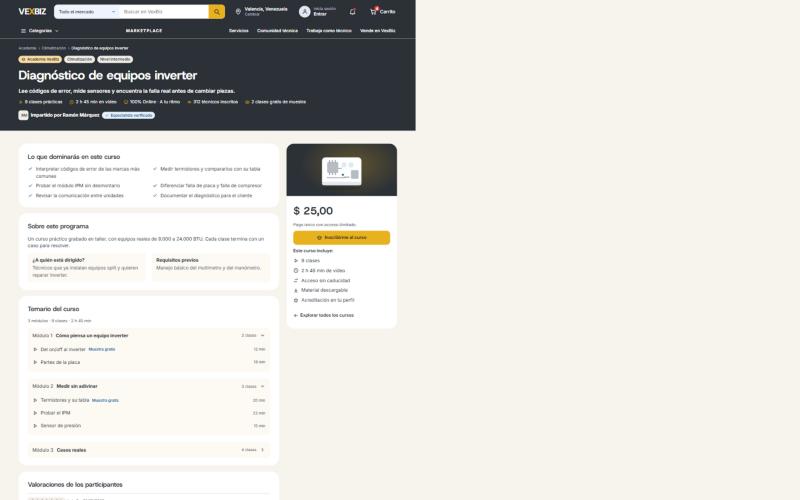 VEXBIZ
Todo el mercado
Buscar en VexBiz
Valencia, Venezuela
Cambiar
Inicia sesión
Entrar
Carrito
Categorías
MARKETPLACE
Servicios
Comunidad técnica
Trabaja como técnico
Vende en VexBiz
Academia › Climatización › Diagnóstico de equipos inverter
Academia VexBiz
Climatización
Nivel intermedio
Diagnóstico de equipos inverter
Lee códigos de error, mide sensores y encuentra la falla real antes de cambiar piezas.
9 clases prácticas
2 h 45 min en video
100% Online · A tu ritmo
312 técnicos inscritos
2 clases gratis de muestra
RM Impartido por Ramón Márquez
Especialista verificado
Lo que dominarás en este curso
Interpretar códigos de error de las marcas más comunes
Medir termistores y compararlos con su tabla
Probar el módulo IPM sin desmontarlo
Diferenciar falla de placa y falla de compresor
Revisar la comunicación entre unidades
Documentar el diagnóstico para el cliente
Sobre este programa
Un curso práctico grabado en taller, con equipos reales de 9.000 a 24.000 BTU. Cada clase termina con un
caso para resolver.
¿A quién está dirigido?
Técnicos que ya instalan equipos split y quieren
reparar inverter.
Requisitos previos
Manejo básico del multímetro y del manómetro.
Temario del curso
3 módulos · 9 clases · 2 h 45 min
Módulo 1 Cómo piensa un equipo inverter
2 clases
Del on/off al inverter Muestra gratis
12 min
Partes de la placa
18 min
Módulo 2 Medir sin adivinar
3 clases
Termistores y su tabla Muestra gratis
20 min
Probar el IPM
22 min
Sensor de presión
15 min
Módulo 3 Casos reales
4 clases
Valoraciones de los participantes
$ 25,00
Pago único con acceso ilimitado
Inscribirme al curso
Este curso incluye:
9 clases
2 h 45 min de video
Acceso sin caducidad
Material descargable
Acreditación en tu perfil
← Explorar todos los cursos